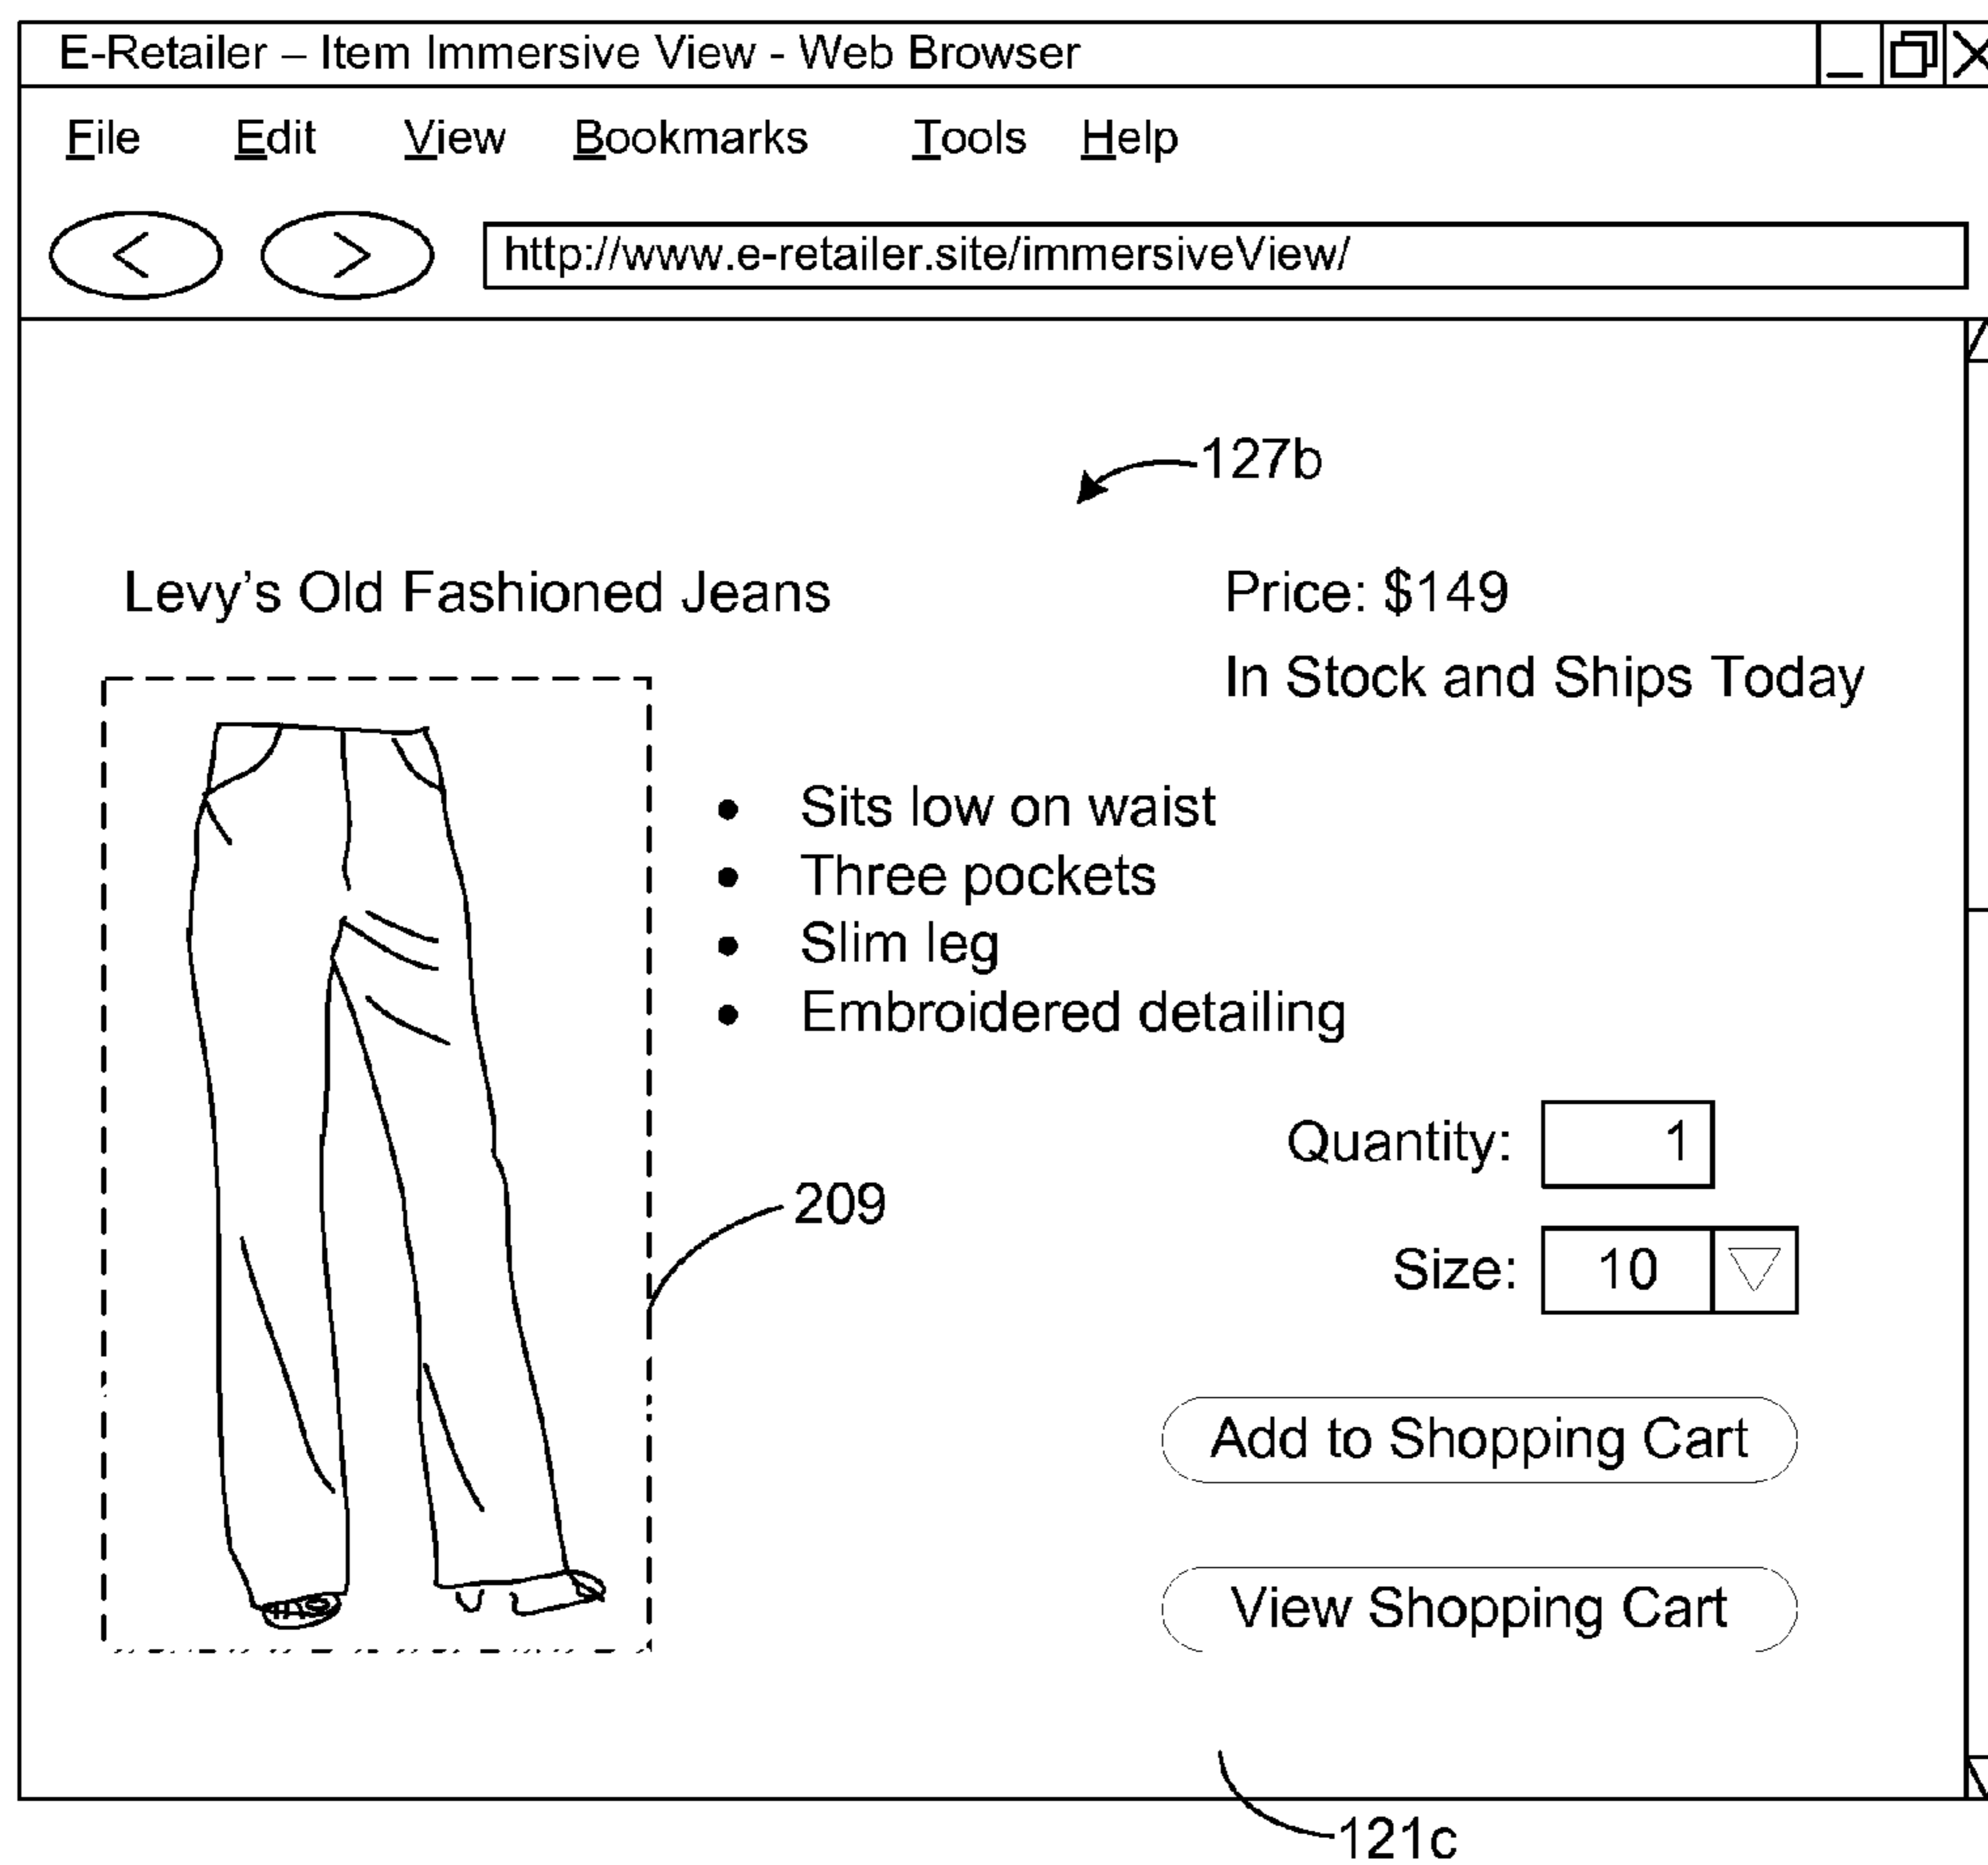 E-Retailer – Item Immersive View - Web Browser
File Edit View Bookmarks Tools Help
< > http://www.e-retailer.site/immersiveView/
127b
Levy’s Old Fashioned Jeans
Price: $149
In Stock and Ships Today
• Sits low on waist
• Three pockets
• Slim leg
• Embroidered detailing
Quantity: 1
209
Size: 10
Add to Shopping Cart
View Shopping Cart
121c